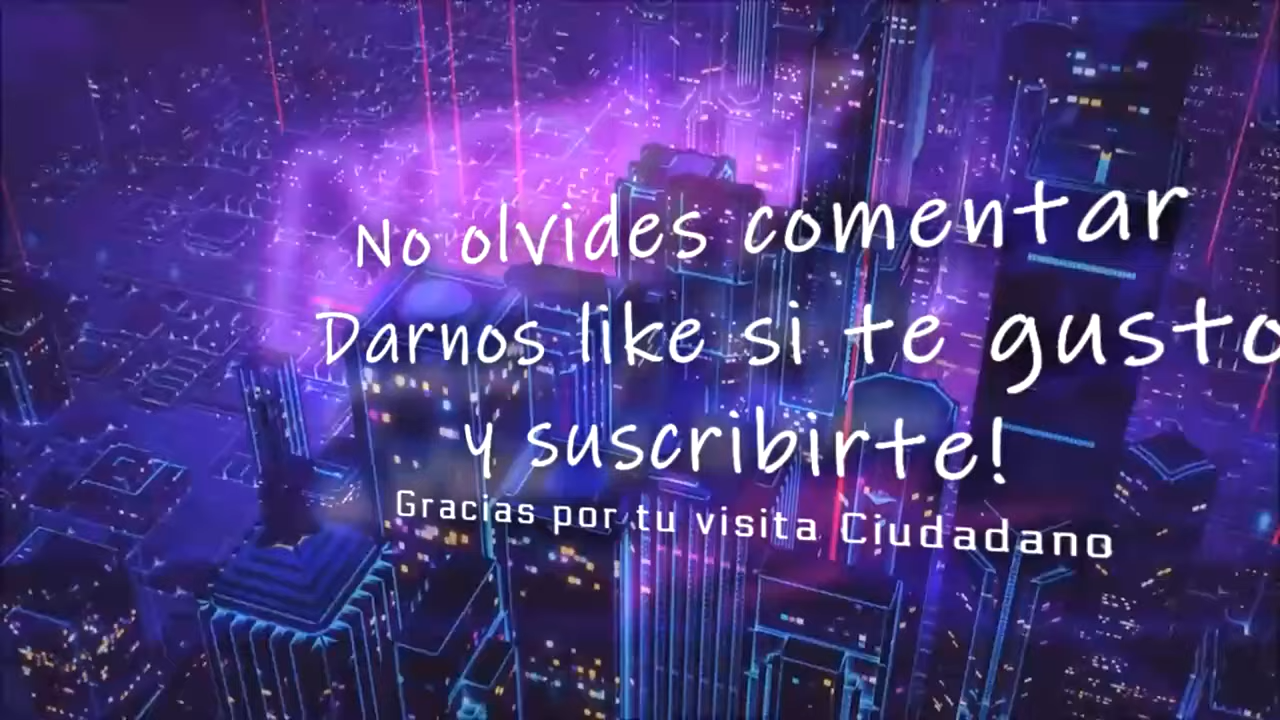 No olvides comentar
Darnos like si te gusto
y suscribirte!
Gracias por tu visita Ciudadano